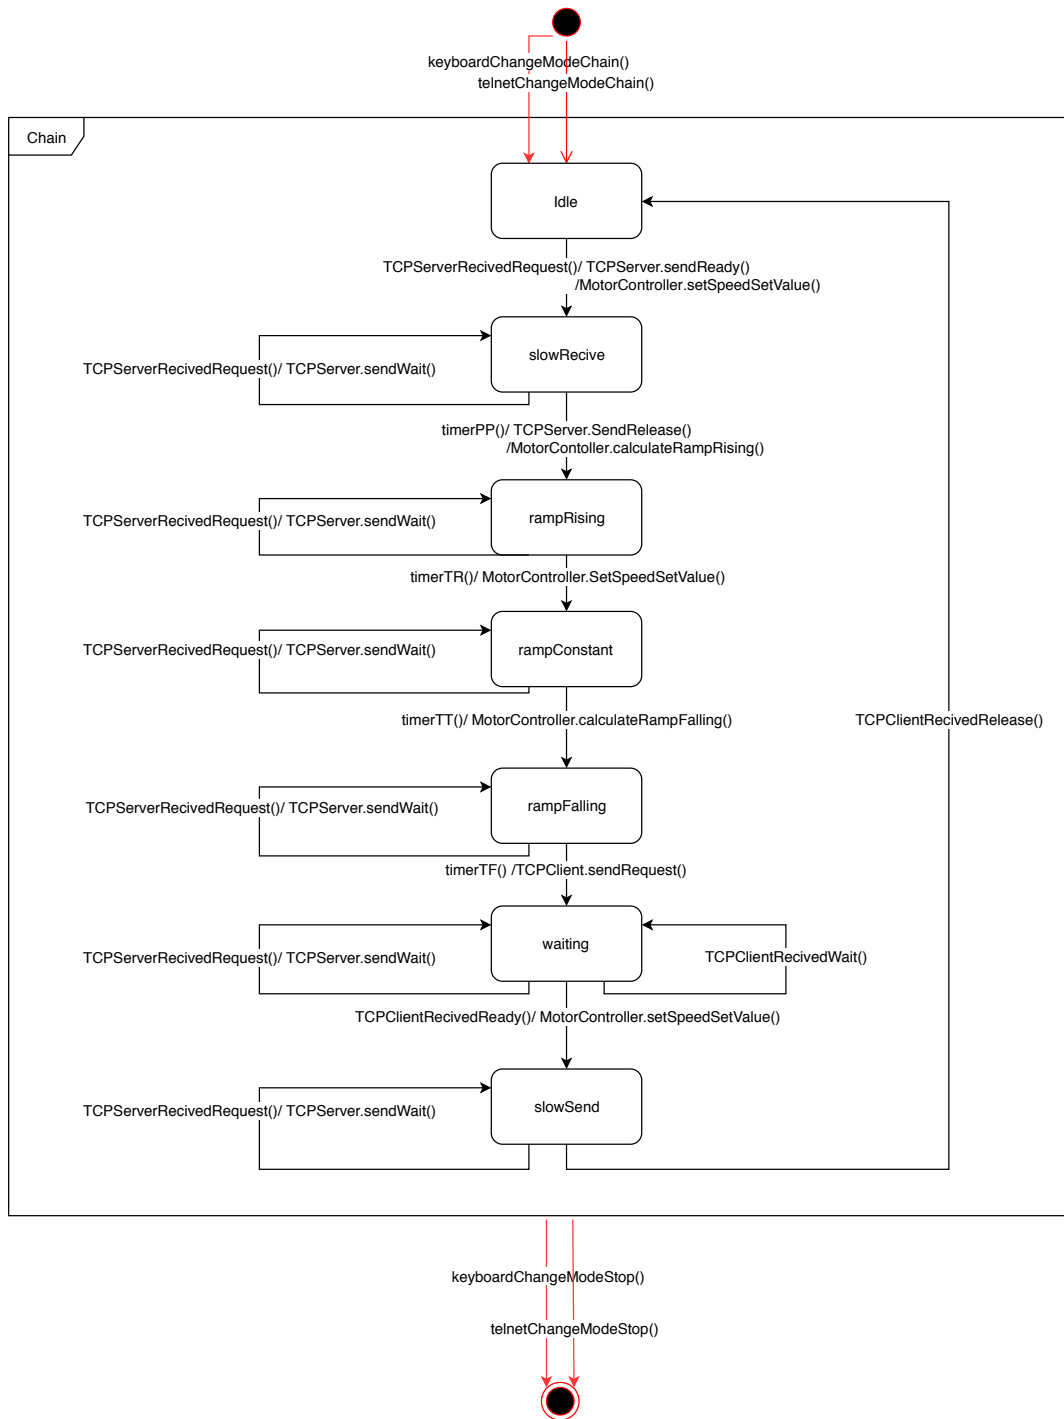 keyboardChangeModeChain()
telnetChangeModeChain()
Chain
Idle
TCPServerRecivedRequest()/ TCPServer.sendReady()
/MotorController.setSpeedSetValue()
slowRecive
TCPServerRecivedRequest()/ TCPServer.sendWait()
timerPP()/ TCPServer.SendRelease()
/MotorContoller.calculateRampRising()
rampRising
TCPServerRecivedRequest()/ TCPServer.sendWait()
timerTR()/ MotorController.SetSpeedSetValue()
rampConstant
TCPServerRecivedRequest()/ TCPServer.sendWait()
timerTT()/ MotorController.calculateRampFalling()
TCPClientRecivedRelease()
rampFalling
TCPServerRecivedRequest()/ TCPServer.sendWait()
timerTF() /TCPClient.sendRequest()
waiting
TCPServerRecivedRequest()/ TCPServer.sendWait()
TCPClientRecivedWait()
TCPClientRecivedReady()/ MotorController.setSpeedSetValue()
slowSend
TCPServerRecivedRequest()/ TCPServer.sendWait()
keyboardChangeModeStop()
telnetChangeModeStop()